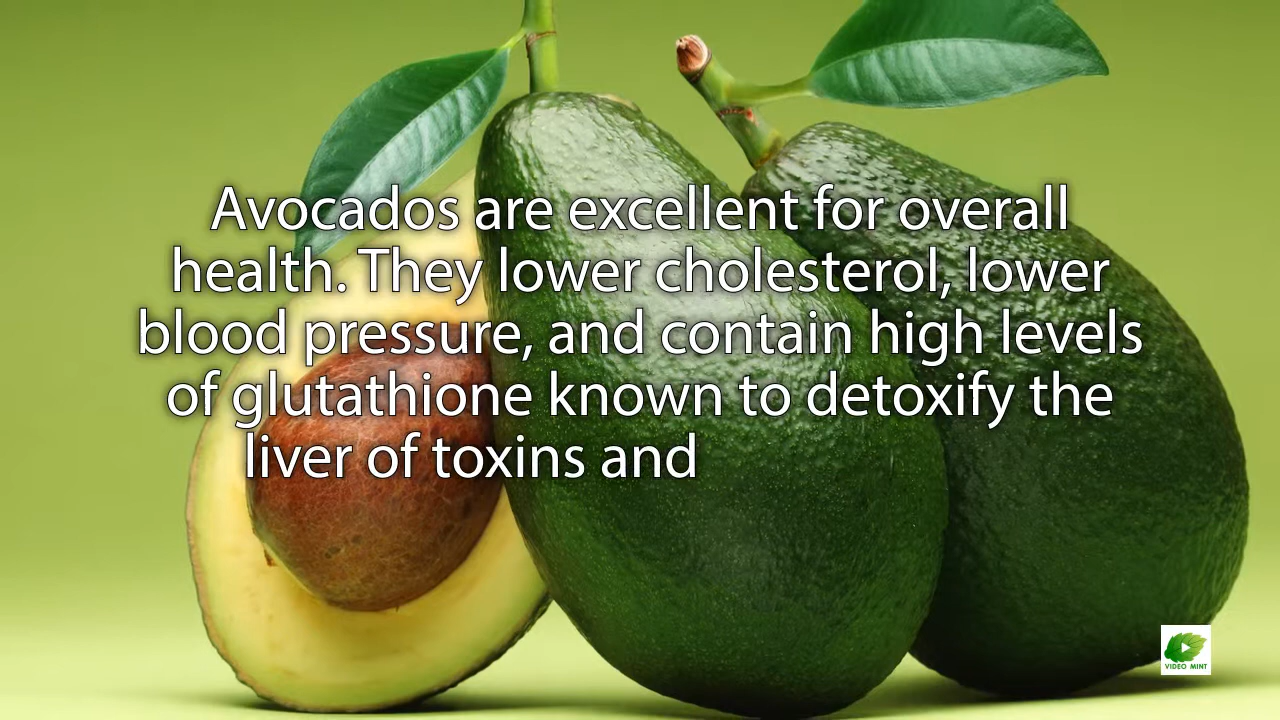 Avocados are excellent for overall
health. They lower cholesterol, lower
blood pressure, and contain high levels
of glutathione known to detoxify the
liver of toxins and
VIDEO MINT